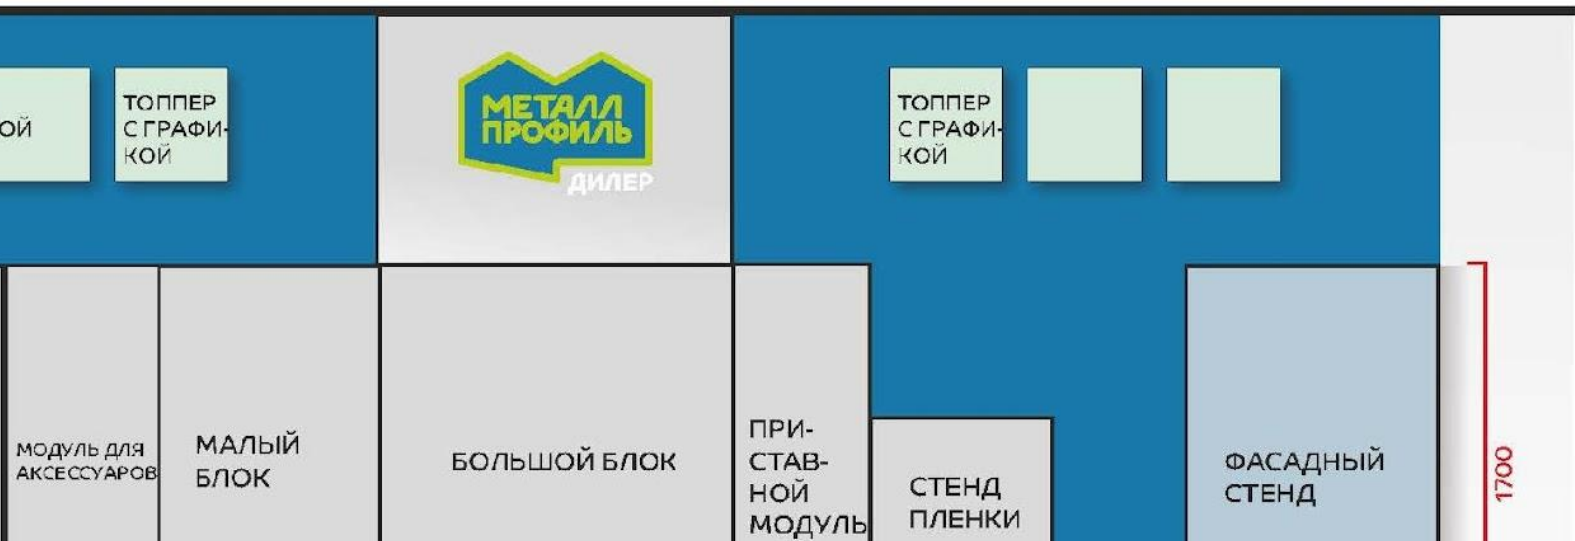 ОЙ
ТОППЕР
С ГРАФИ-
КОЙ
МЕТАЛЛ
ПРОФИЛЬ
ДИЛЕР
ТОППЕР
С ГРАФИ-
КОЙ
МОДУЛЬ ДЛЯ
АКСЕССУАРОВ
МАЛЫЙ
БЛОК
БОЛЬШОЙ БЛОК
ПРИ-
СТАВ-
НОЙ
МОДУЛЬ
СТЕНД
ПЛЕНКИ
ФАСАДНЫЙ
СТЕНД
1700